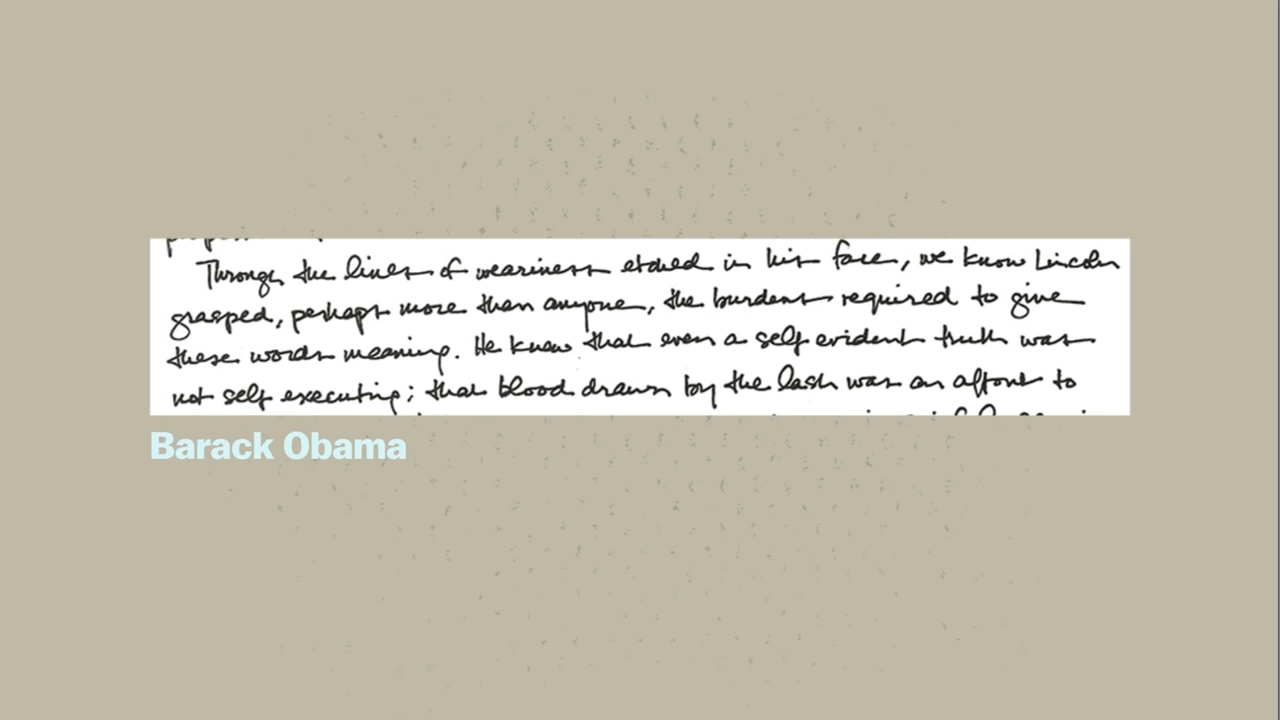 Through the lines of weariness etched in his face, we know Lincoln
grasped, perhaps more than anyone, the burdens required to give
these words meaning. He knew that even a self evident truth was
not self executing; that blood drawn by the lash was an affront to
Barack Obama